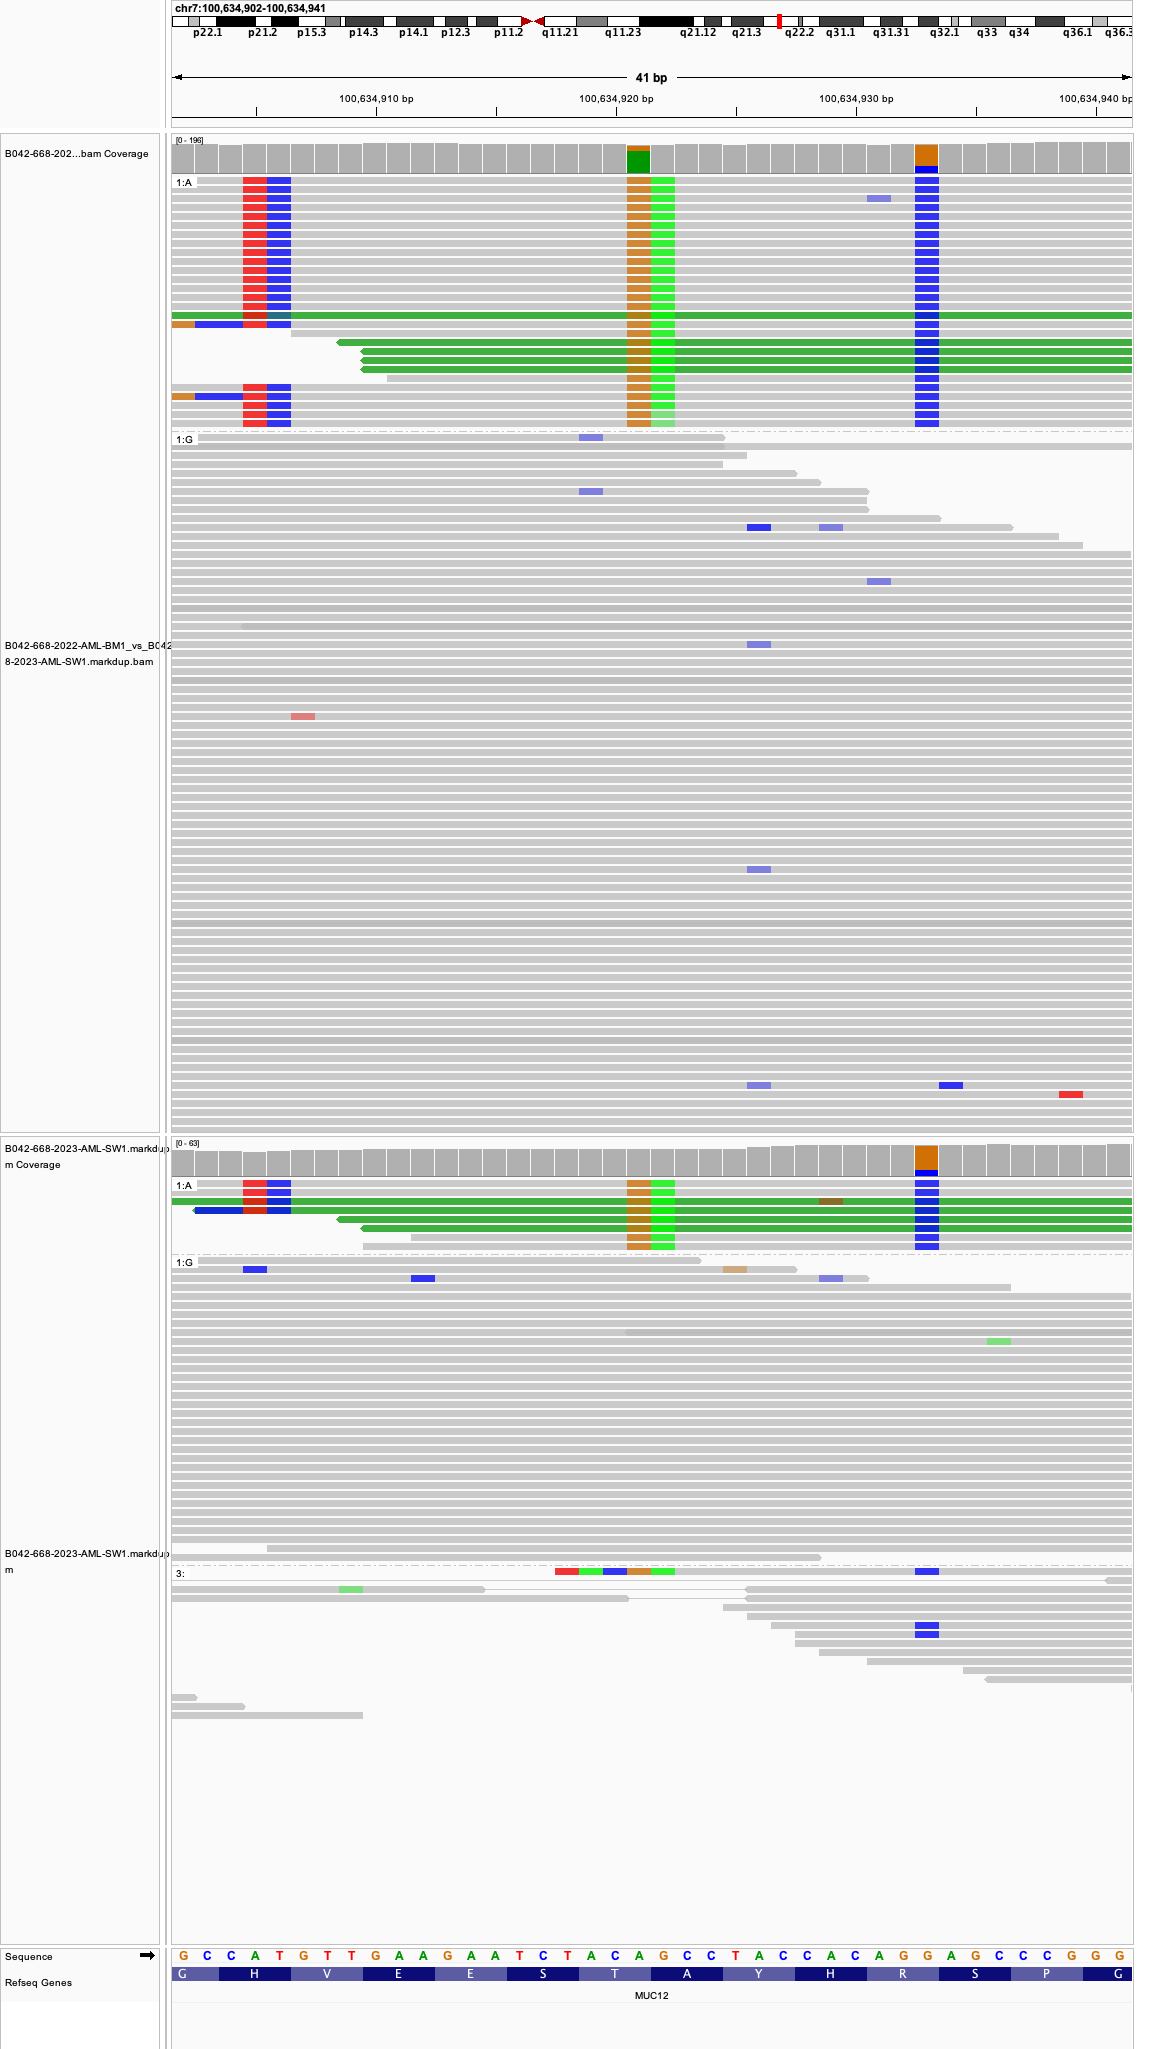 chr7:100,634,902-100,634,941
p22.1 p21.2 p15.3 p14.3 p14.1 p12.3 p11.2 q11.21 q11.23 q21.12 q21.3 q22.2 q31.1 q31.31 q32.1 q33 q34 q36.1 q36.3
41 bp
100,634,910 bp 100,634,920 bp 100,634,930 bp 100,634,940 bp
[0 - 196]
B042-668-202...bam Coverage
1:A
1:G
B042-668-2022-AML-BM1_vs_B042
8-2023-AML-SW1.markdup.bam
[0 - 63]
B042-668-2023-AML-SW1.markdup
m Coverage
1:A
1:G
B042-668-2023-AML-SW1.markdup
m
3:
Sequence G C C A T G T T G A A G A A T C T A C A G C C T A C C A C A G G A G C C C G G G
Refseq Genes G H V E E S T A Y H R S P G
MUC12